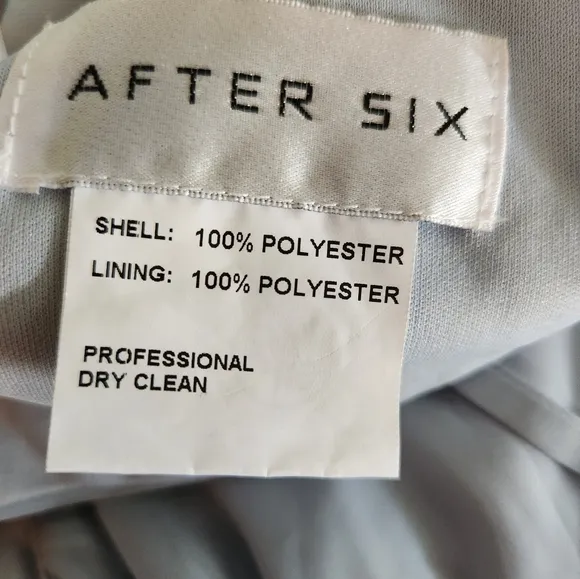 AFTER SIX
SHELL: 100% POLYESTER
LINING: 100% POLYESTER
PROFESSIONAL
DRY CLEAN